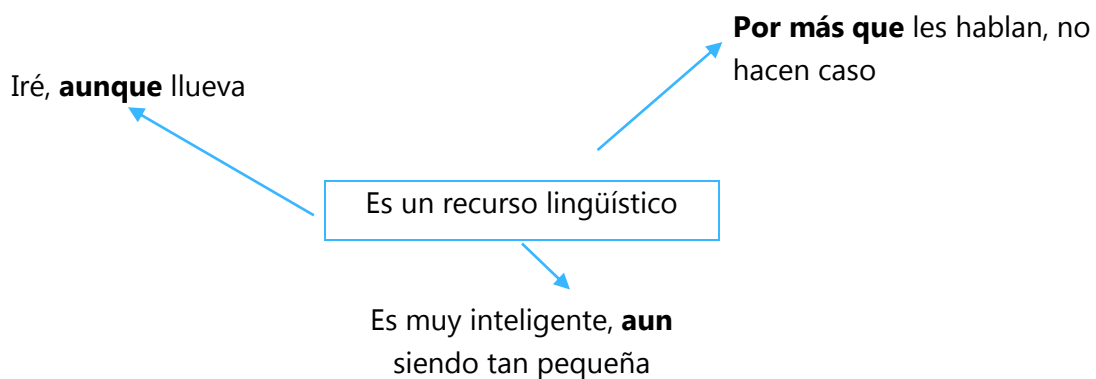 Por más que les hablan, no
hacen caso
Iré, aunque llueva
Es un recurso lingüístico
Es muy inteligente, aun
siendo tan pequeña